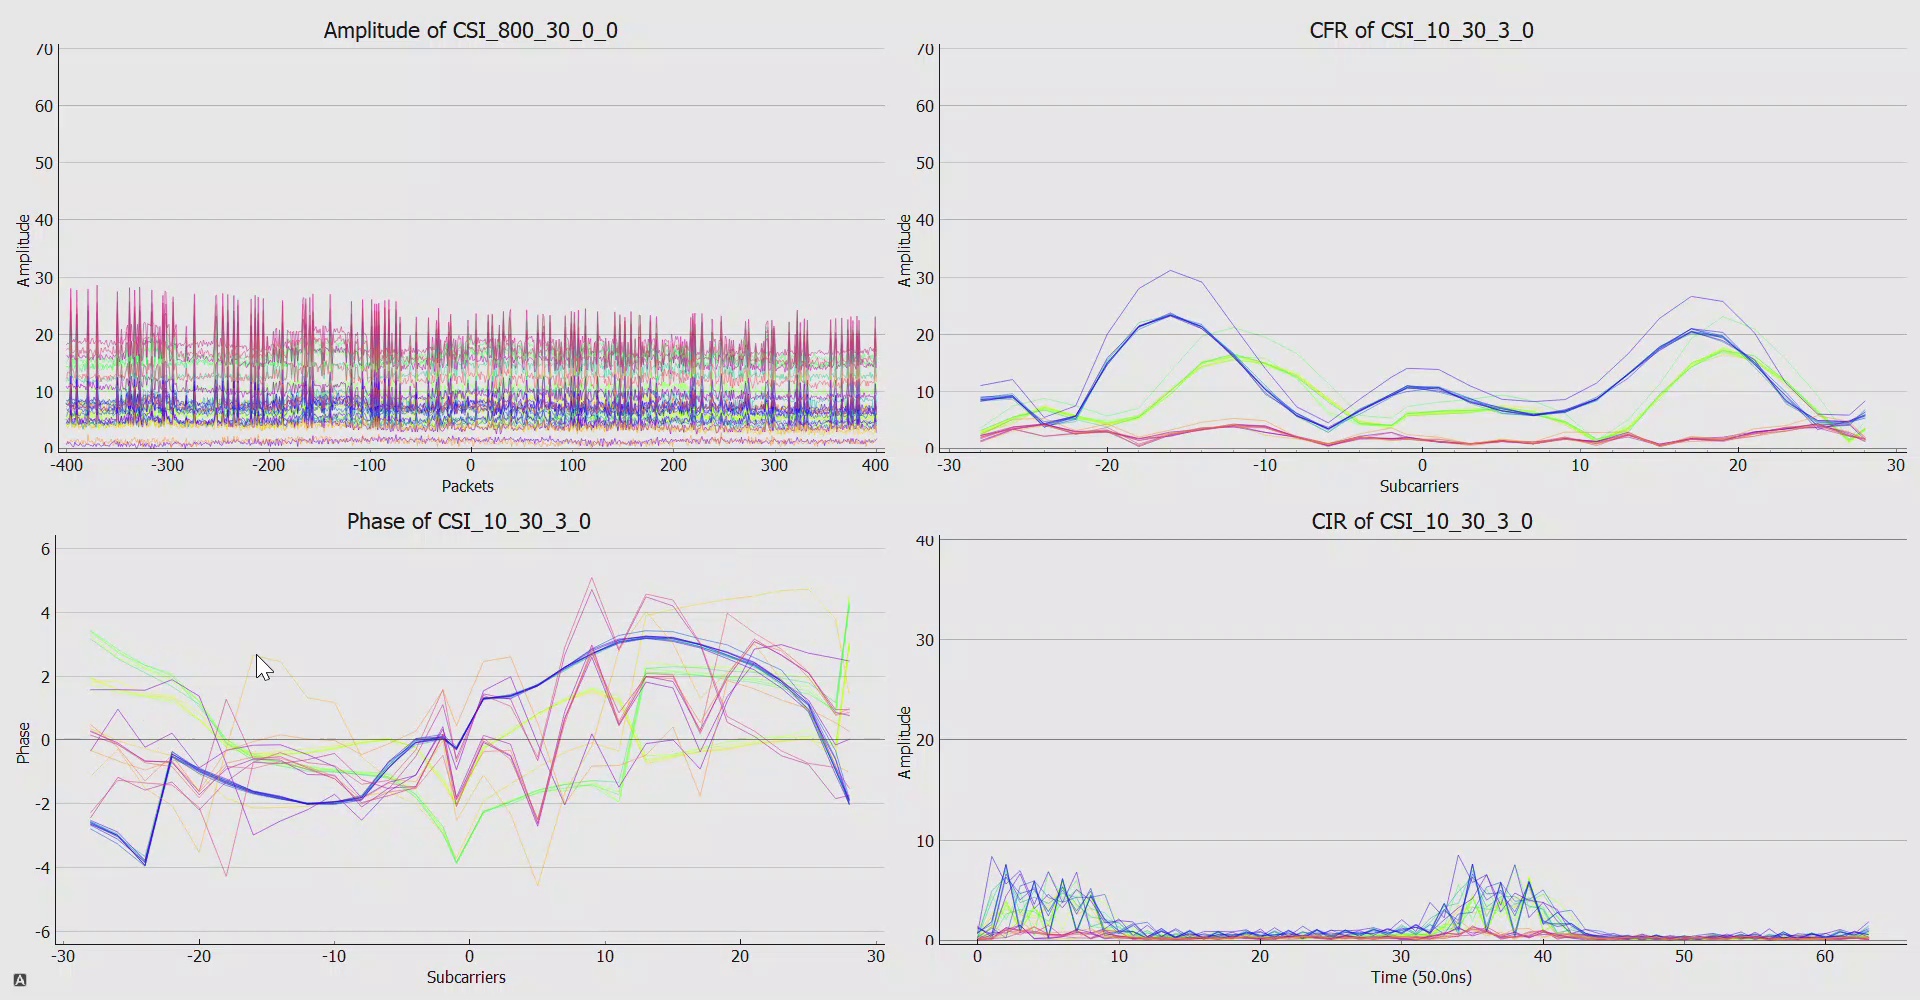 Amplitude of CSI_800_30_0_0
70
60
50
40
30
20
10
0
Amplitude
-400 -300 -200 -100 0 100 200 300 400
Packets
CFR of CSI_10_30_3_0
70
60
50
40
30
20
10
0
Amplitude
-30 -20 -10 0 10 20 30
Subcarriers
Phase of CSI_10_30_3_0
6
4
2
0
-2
-4
-6
Phase
-30 -20 -10 0 10 20 30
Subcarriers
A
CIR of CSI_10_30_3_0
40
30
20
10
0
Amplitude
0 10 20 30 40 50 60
Time (50.0ns)